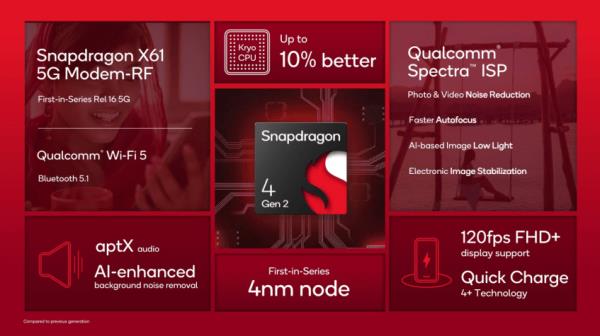 Snapdragon X61
5G Modem-RF
First-in-Series Rel 16 5G
Qualcomm® Wi-Fi 5
Bluetooth 5.1
Kryo
CPU
Up to
10% better
Qualcomm®
Spectra™ ISP
Photo & Video Noise Reduction
Faster Autofocus
AI-based Image Low Light
Electronic Image Stabilization
Snapdragon
4
Gen 2
aptX audio
AI-enhanced
background noise removal
First-in-Series
4nm node
120fps FHD+
display support
Quick Charge
4+ Technology
Compared to previous generation